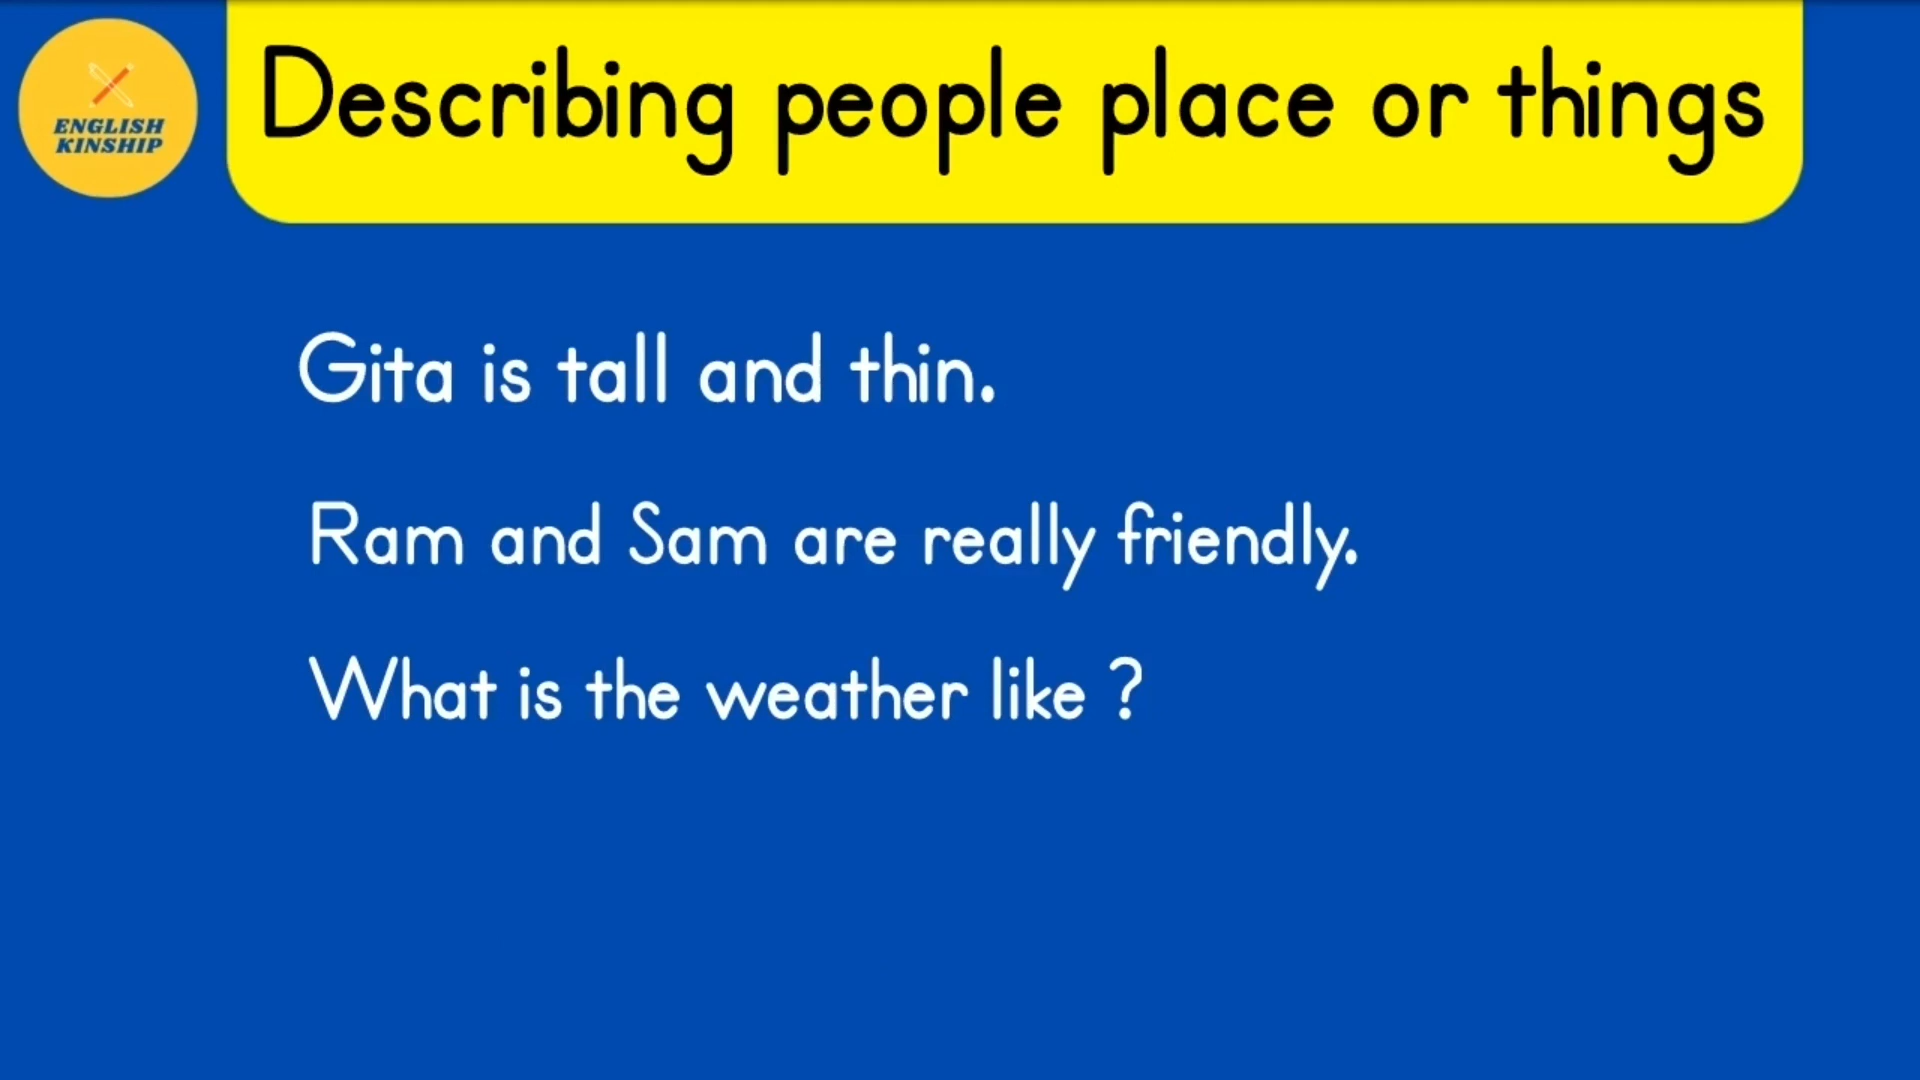 ENGLISH
KINSHIP
Describing people place or things
Gita is tall and thin.
Ram and Sam are really friendly.
What is the weather like ?